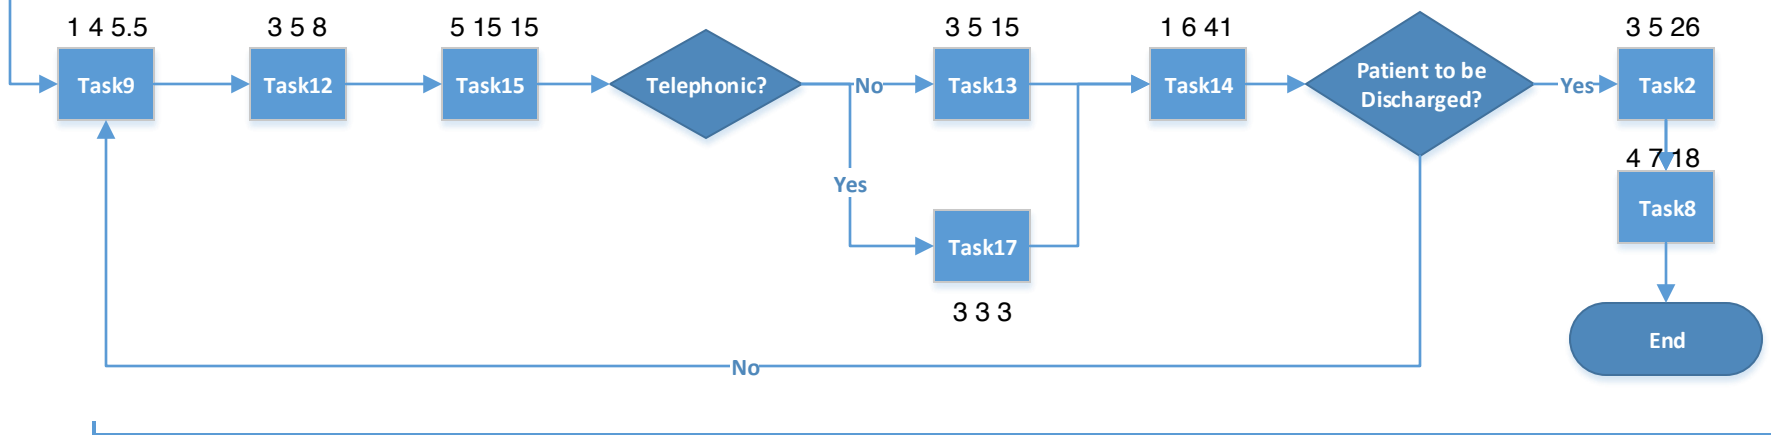 1 4 5.5
Task9
3 5 8
Task12
5 15 15
Task15
Telephonic?
No
Yes
3 5 15
Task13
Task17
3 3 3
1 6 41
Task14
Patient to be
Discharged?
Yes
3 5 26
Task2
4 7 18
Task8
End
No